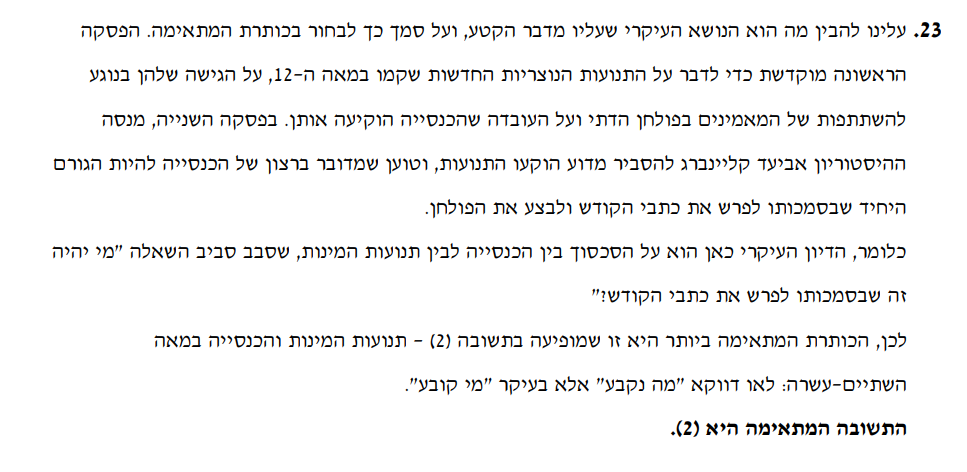 23. עלינו להבין מה הוא הנושא העיקרי שעליו מדבר הקטע, ועל סמך כך לבחור בכותרת המתאימה. הפסקה
הראשונה מוקדשת כדי לדבר על התנועות הנוצריות החדשות שקמו במאה ה-12, על הגישה שלהן בנוגע
להשתתפות של המאמינים בפולחן הדתי ועל העובדה שהכנסייה הוקיעה אותן. בפסקה השנייה, מנסה
ההיסטוריון אביעד קליינברג להסביר מדוע הוקעו התנועות, וטוען שמדובר ברצון של הכנסייה להיות הגורם
היחיד שבסמכותו לפרש את כתבי הקודש ולבצע את הפולחן.
כלומר, הדיון העיקרי כאן הוא על הסכסוך בין הכנסייה לבין תנועות המינות, שסבב סביב השאלה "מי יהיה
זה שבסמכותו לפרש את כתבי הקודש?"
לכן, הכותרת המתאימה ביותר היא זו שמופיעה בתשובה (2) – תנועות המינות והכנסייה במאה
השתיים-עשרה: לאו דווקא "מה נקבע" אלא בעיקר "מי קובע".
התשובה המתאימה היא (2).